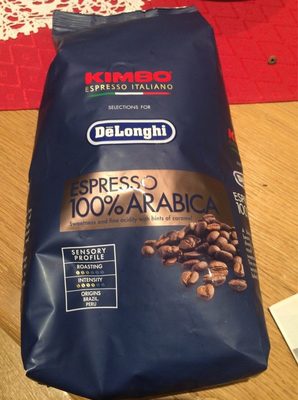 KIMBO
ESPRESSO ITALIANO
SELECTIONS FOR
DeLonghi
ESPRESSO
100% ARABICA
Sweetness and fine acidity with hints of caramel
SENSORY
PROFILE
ROASTING
INTENSITY
ORIGINS
BRAZIL,
PERU